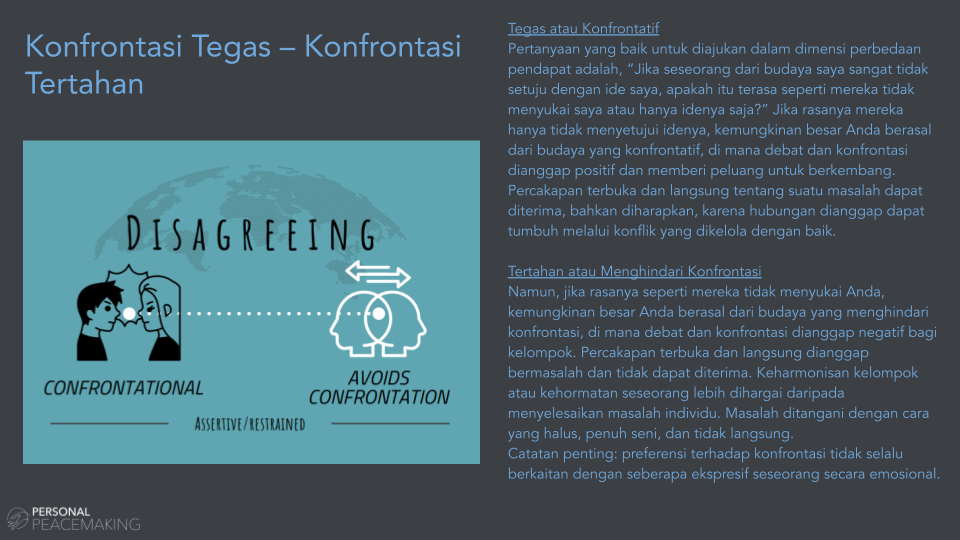 Konfrontasi Tegas – Konfrontasi
Tertahan
DISAGREEING
CONFRONTATIONAL
AVOIDS
CONFRONTATION
ASSERTIVE/RESTRAINED
Tegas atau Konfrontatif
Pertanyaan yang baik untuk diajukan dalam dimensi perbedaan
pendapat adalah, “Jika seseorang dari budaya saya sangat tidak
setuju dengan ide saya, apakah itu terasa seperti mereka tidak
menyukai saya atau hanya idenya saja?” Jika rasanya mereka
hanya tidak menyetujui idenya, kemungkinan besar Anda berasal
dari budaya yang konfrontatif, di mana debat dan konfrontasi
dianggap positif dan memberi peluang untuk berkembang.
Percakapan terbuka dan langsung tentang suatu masalah dapat
diterima, bahkan diharapkan, karena hubungan dianggap dapat
tumbuh melalui konflik yang dikelola dengan baik.
Tertahan atau Menghindari Konfrontasi
Namun, jika rasanya seperti mereka tidak menyukai Anda,
kemungkinan besar Anda berasal dari budaya yang menghindari
konfrontasi, di mana debat dan konfrontasi dianggap negatif bagi
kelompok. Percakapan terbuka dan langsung dianggap
bermasalah dan tidak dapat diterima. Keharmonisan kelompok
atau kehormatan seseorang lebih dihargai daripada
menyelesaikan masalah individu. Masalah ditangani dengan cara
yang halus, penuh seni, dan tidak langsung.
Catatan penting: preferensi terhadap konfrontasi tidak selalu
berkaitan dengan seberapa ekspresif seseorang secara emosional.
PERSONAL
PEACEMAKING